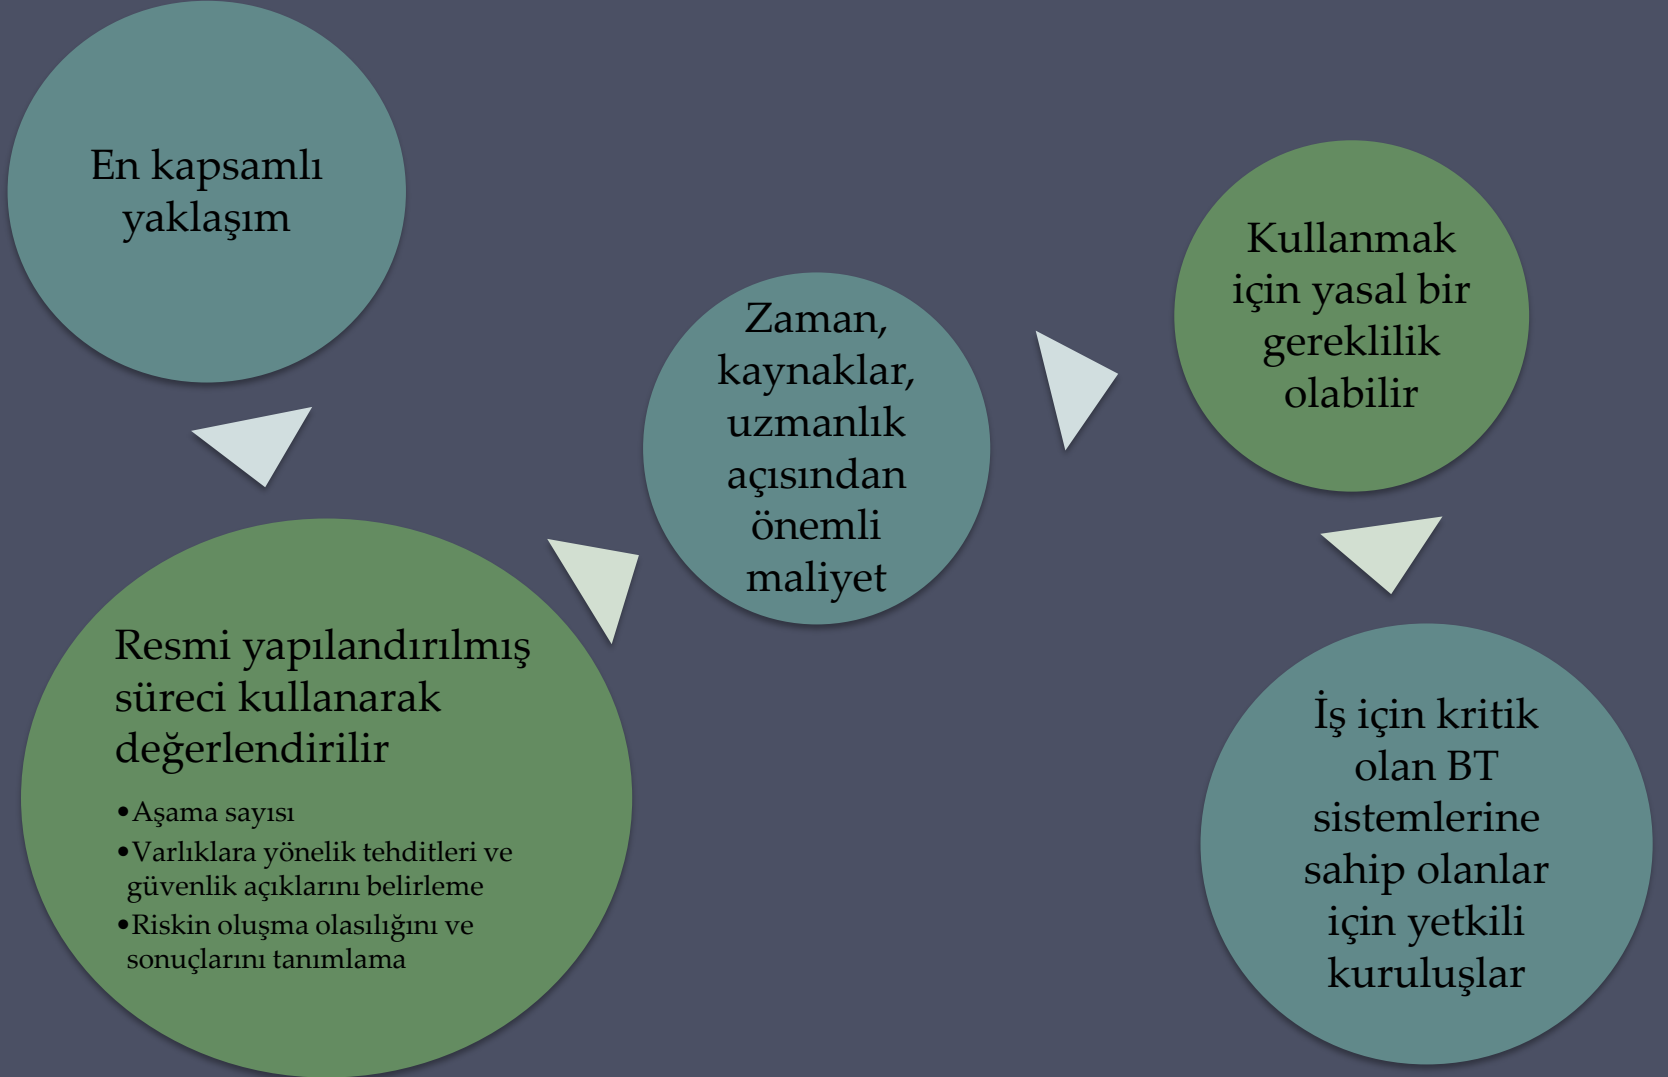 En kapsamlı
yaklaşım
Resmi yapılandırılmış
süreci kullanarak
değerlendirilir
•Aşama sayısı
•Varlıklara yönelik tehditleri ve
güvenlik açıklarını belirleme
•Riskin oluşma olasılığını ve
sonuçlarını tanımlama
Zaman,
kaynaklar,
uzmanlık
açısından
önemli
maliyet
Kullanmak
için yasal bir
gereklilik
olabilir
İş için kritik
olan BT
sistemlerine
sahip olanlar
için yetkili
kuruluşlar